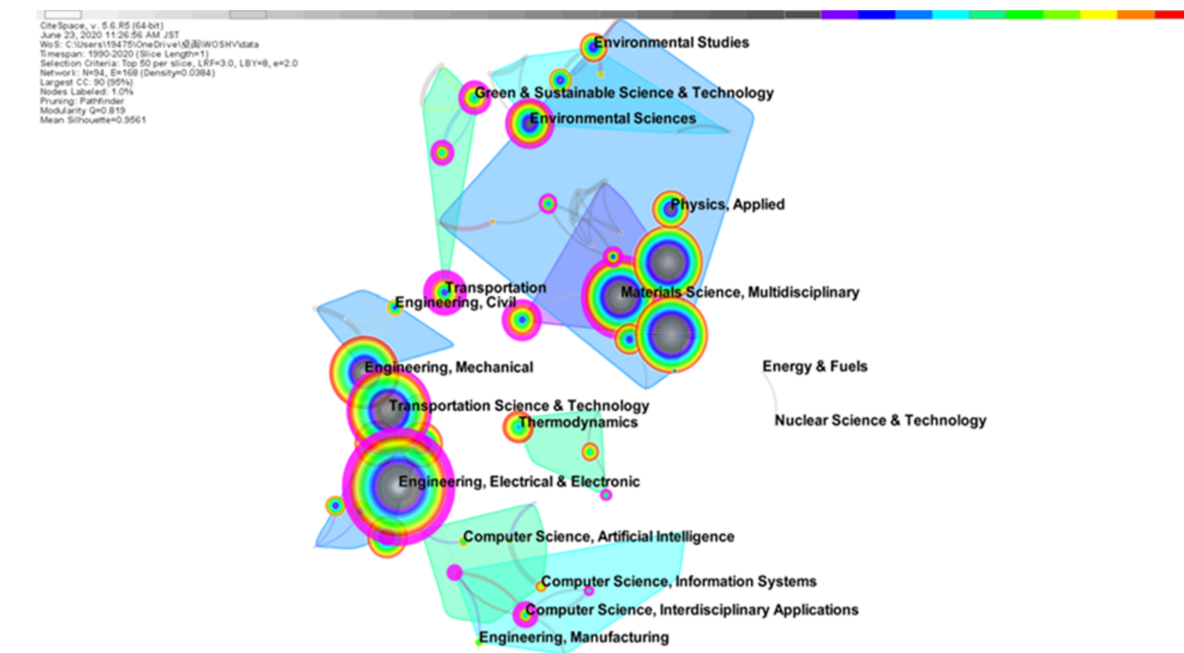 CiteSpace, v. 5.6.R5 (64-bit)
June 23, 2020 11:26:56 AM JST
WoS: C:\Users\19475\OneDrive\桌面\WOSHV\data
Timespan: 1990-2020 (Slice Length=1)
Selection Criteria: Top 50 per slice, LRF=3.0, LBY=8, e=2.0
Network: N=94, E=168 (Density=0.0384)
Largest CC: 90 (95%)
Nodes Labeled: 1.0%
Pruning: Pathfinder
Modularity Q=0.819
Mean Silhouette=0.9561
Environmental Studies
Green & Sustainable Science & Technology
Environmental Sciences
Physics, Applied
Transportation
Materials Science, Multidisciplinary
Engineering, Civil
Energy & Fuels
Engineering, Mechanical
Transportation Science & Technology
Nuclear Science & Technology
Thermodynamics
Engineering, Electrical & Electronic
Computer Science, Artificial Intelligence
Computer Science, Information Systems
Computer Science, Interdisciplinary Applications
Engineering, Manufacturing